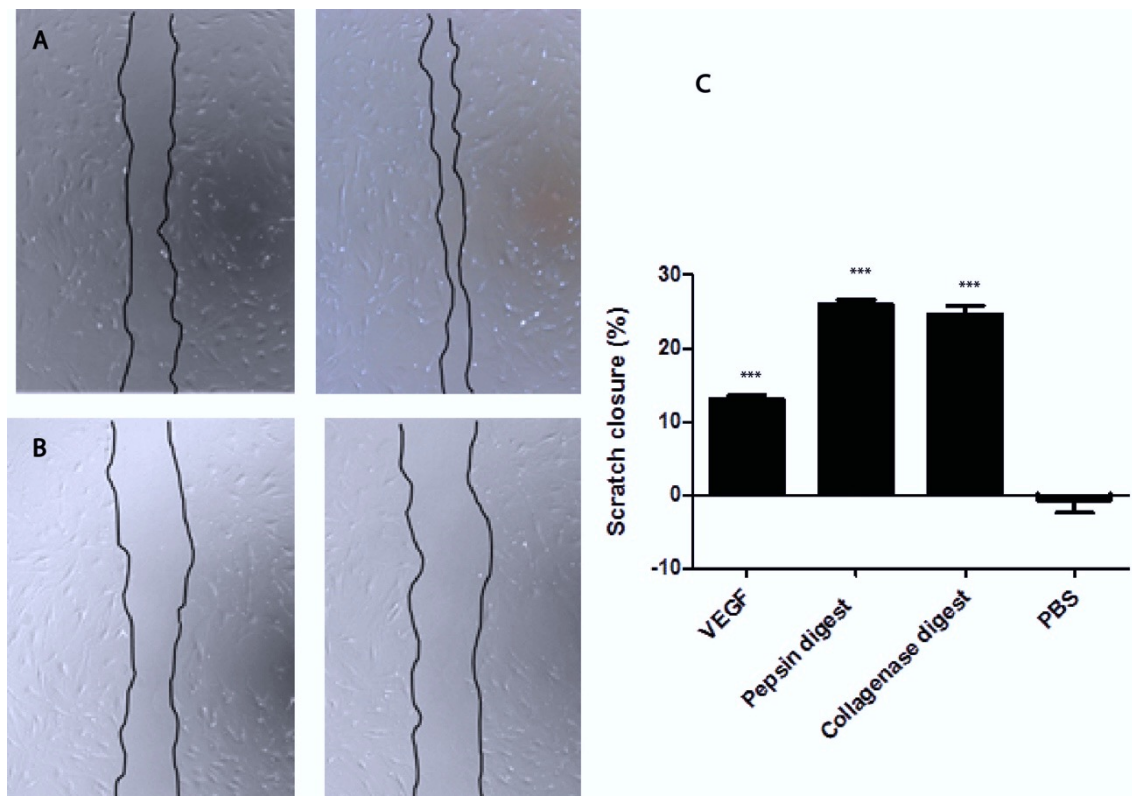 A
B
C
Scratch closure (%)
30
20
10
0
-10
***
***
***
VEGF
Pepsin digest
Collagenase digest
PBS